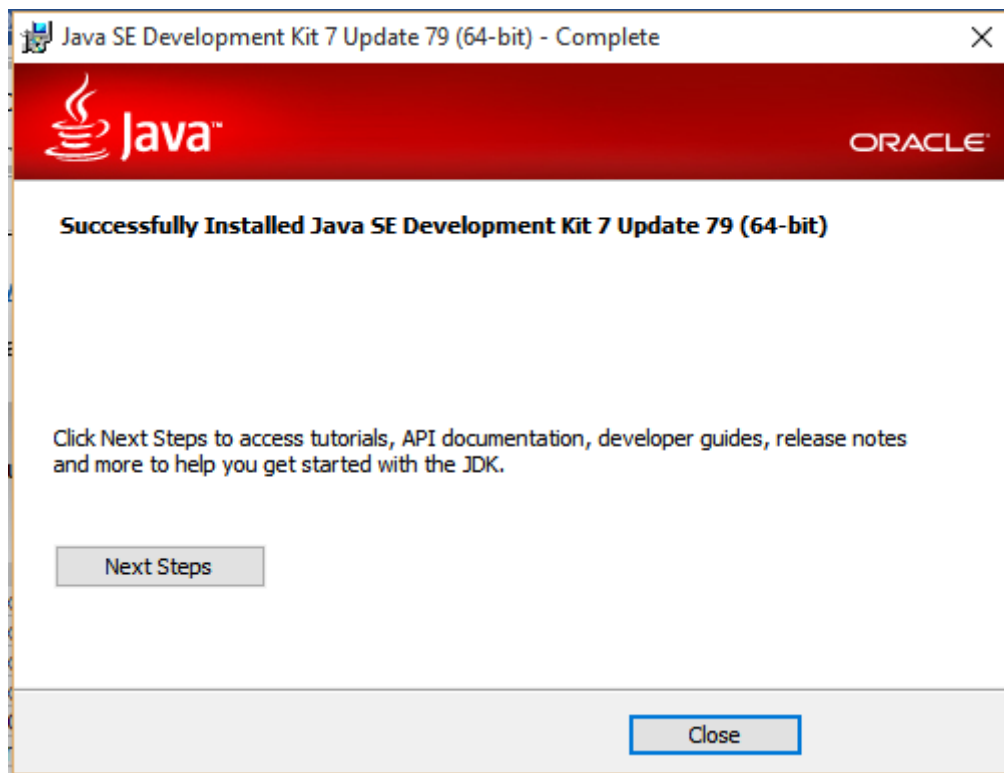 Java SE Development Kit 7 Update 79 (64-bit) - Complete
Java™
ORACLE
Successfully Installed Java SE Development Kit 7 Update 79 (64-bit)
Click Next Steps to access tutorials, API documentation, developer guides, release notes
and more to help you get started with the JDK.
Next Steps
Close